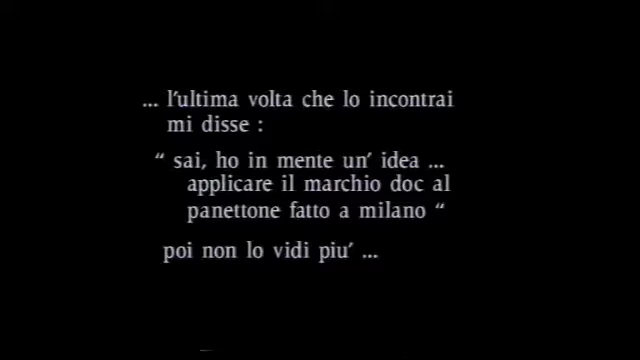 ... l'ultima volta che lo incontrai
mi disse :
“ sai, ho in mente un' idea ...
applicare il marchio doc al
panettone fatto a milano “
poi non lo vidi piu' ...